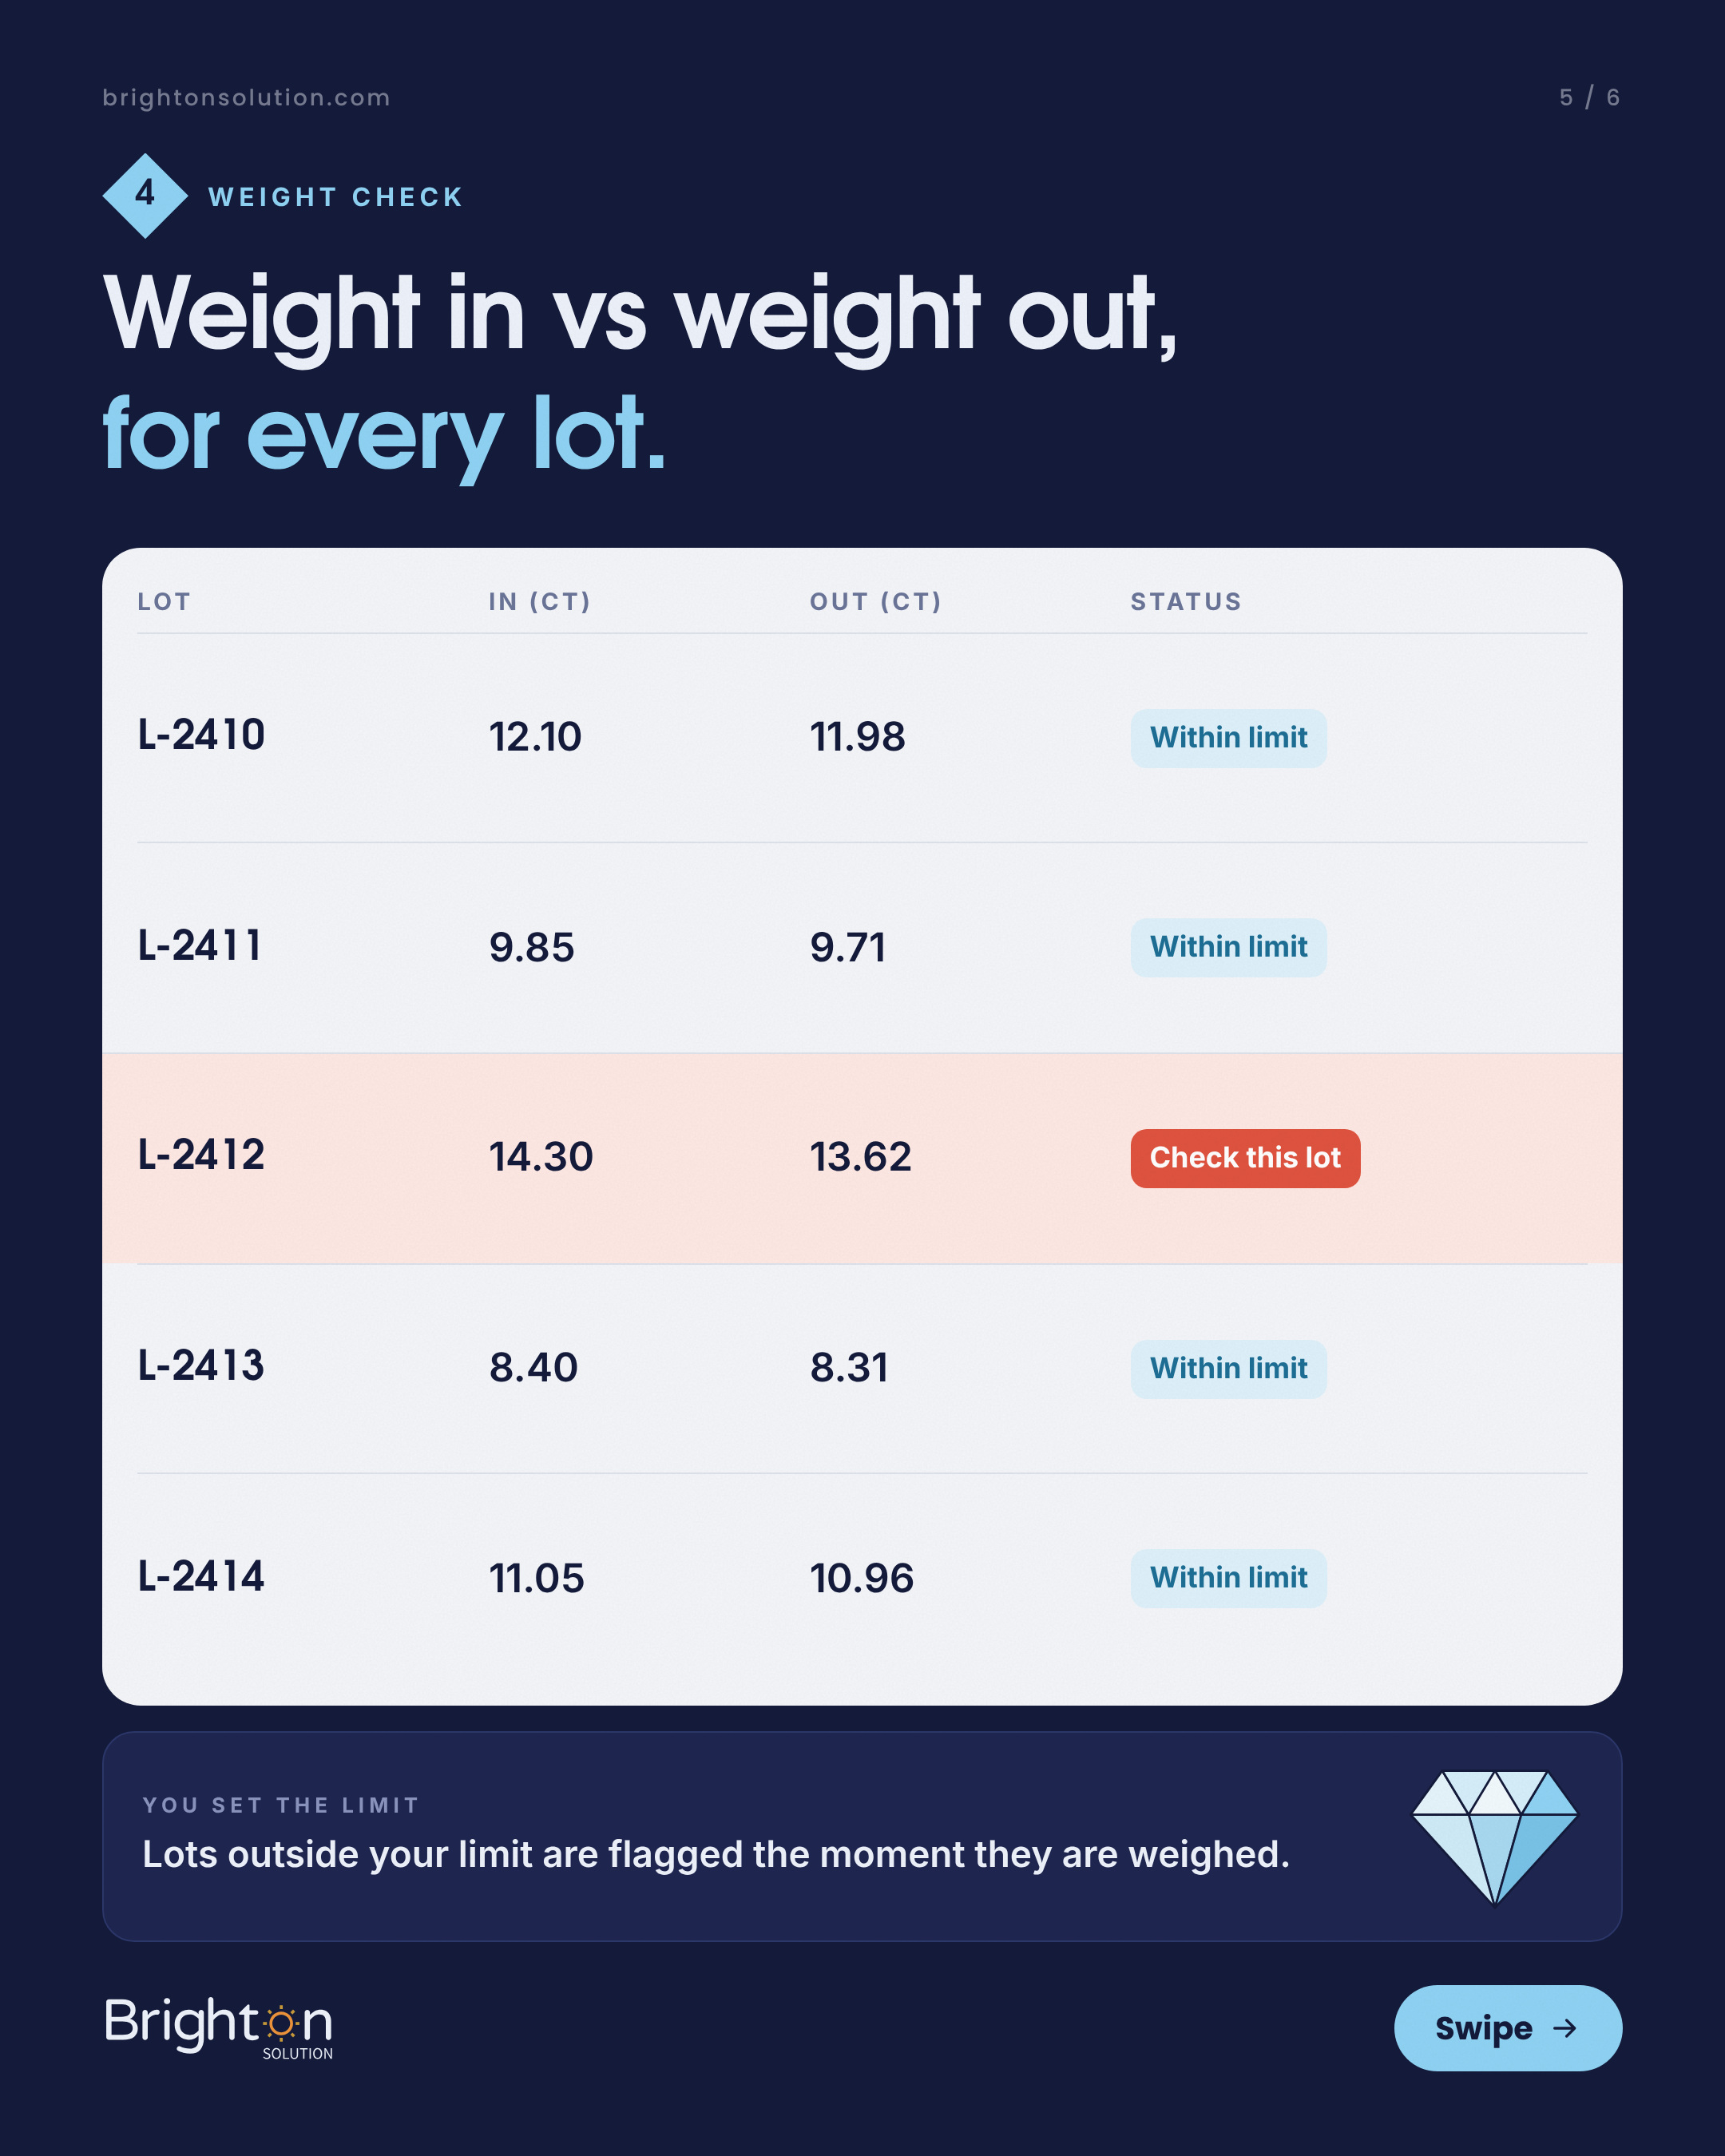 brightonsolution.com 5 / 6
4 WEIGHT CHECK
Weight in vs weight out,
for every lot.
LOT IN (CT) OUT (CT) STATUS
L-2410 12.10 11.98 Within limit
L-2411 9.85 9.71 Within limit
L-2412 14.30 13.62 Check this lot
L-2413 8.40 8.31 Within limit
L-2414 11.05 10.96 Within limit
YOU SET THE LIMIT
Lots outside your limit are flagged the moment they are weighed.
Brighton
SOLUTION
Swipe →